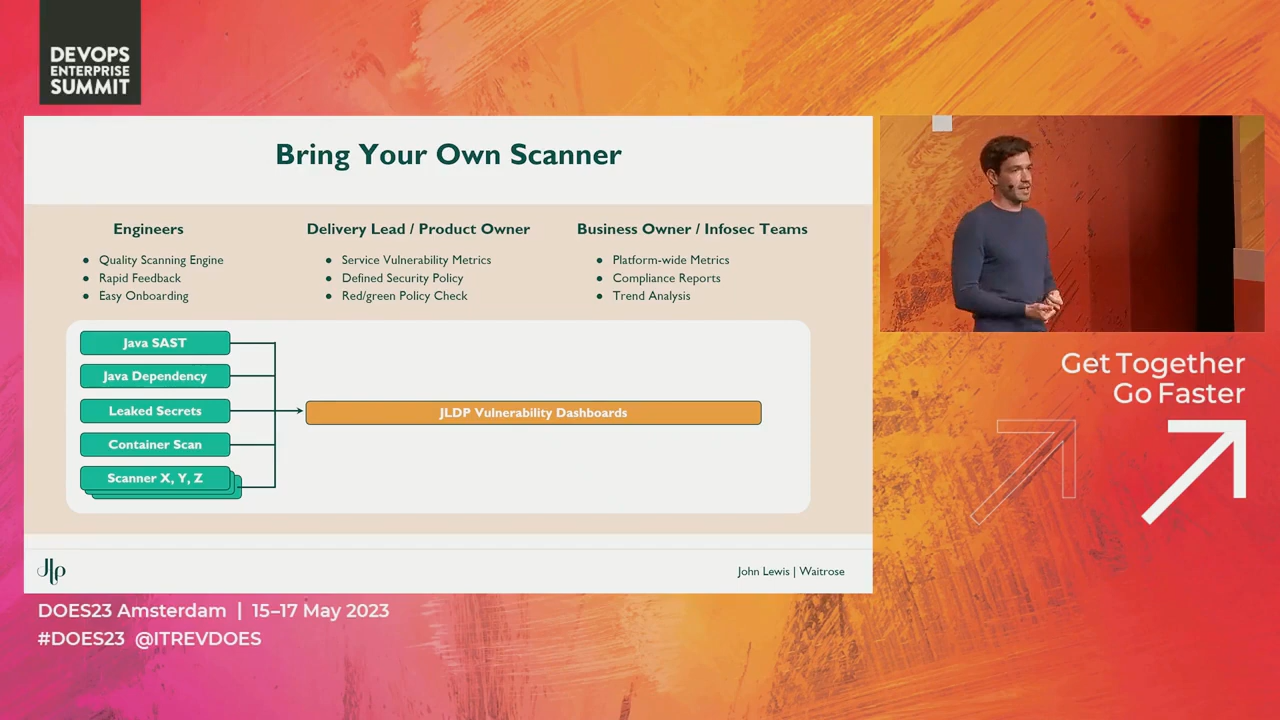 DEVOPS
ENTERPRISE
SUMMIT
Bring Your Own Scanner
Engineers
● Quality Scanning Engine
● Rapid Feedback
● Easy Onboarding
Delivery Lead / Product Owner
● Service Vulnerability Metrics
● Defined Security Policy
● Red/green Policy Check
Business Owner / Infosec Teams
● Platform-wide Metrics
● Compliance Reports
● Trend Analysis
Java SAST
Java Dependency
Leaked Secrets
Container Scan
Scanner X, Y, Z
JLDP Vulnerability Dashboards
Jlp
John Lewis | Waitrose
Get Together
Go Faster
DOES23 Amsterdam | 15–17 May 2023
#DOES23 @ITREVDOES